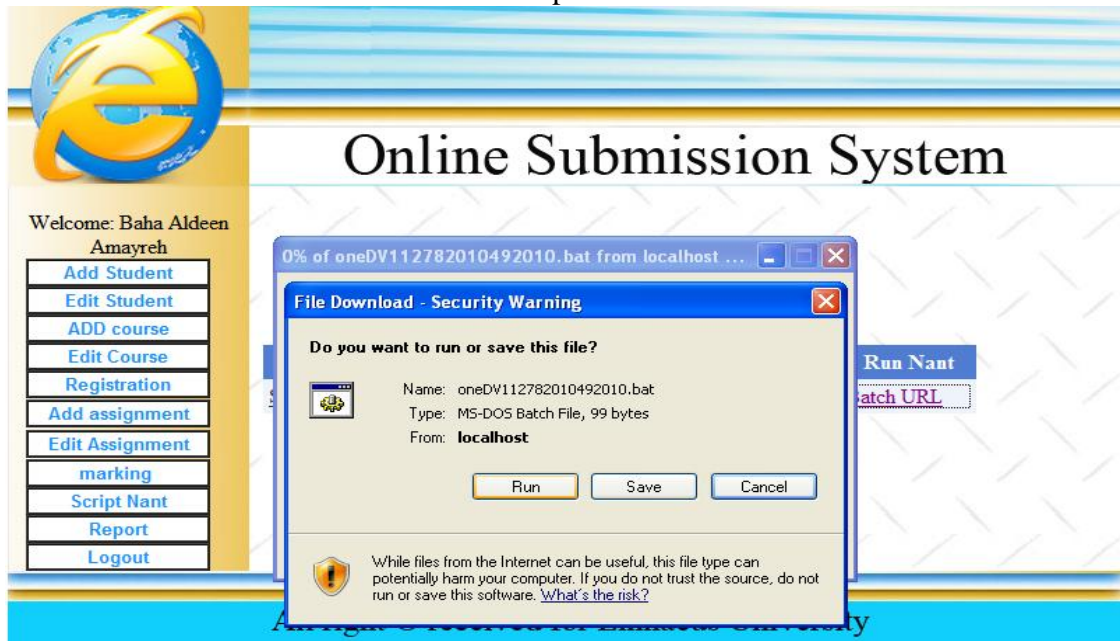 Online Submission System
Welcome: Baha Aldeen
Amayreh
Add Student
Edit Student
ADD course
Edit Course
Registration
Add assignment
Edit Assignment
marking
Script Nant
Report
Logout
0% of oneDV112782010492010.bat from localhost ...
File Download - Security Warning
Do you want to run or save this file?
Name: oneDV112782010492010.bat
Type: MS-DOS Batch File, 99 bytes
From: localhost
Run Save Cancel
While files from the Internet can be useful, this file type can
potentially harm your computer. If you do not trust the source, do not
run or save this software. What's the risk?
Run Nant
URL